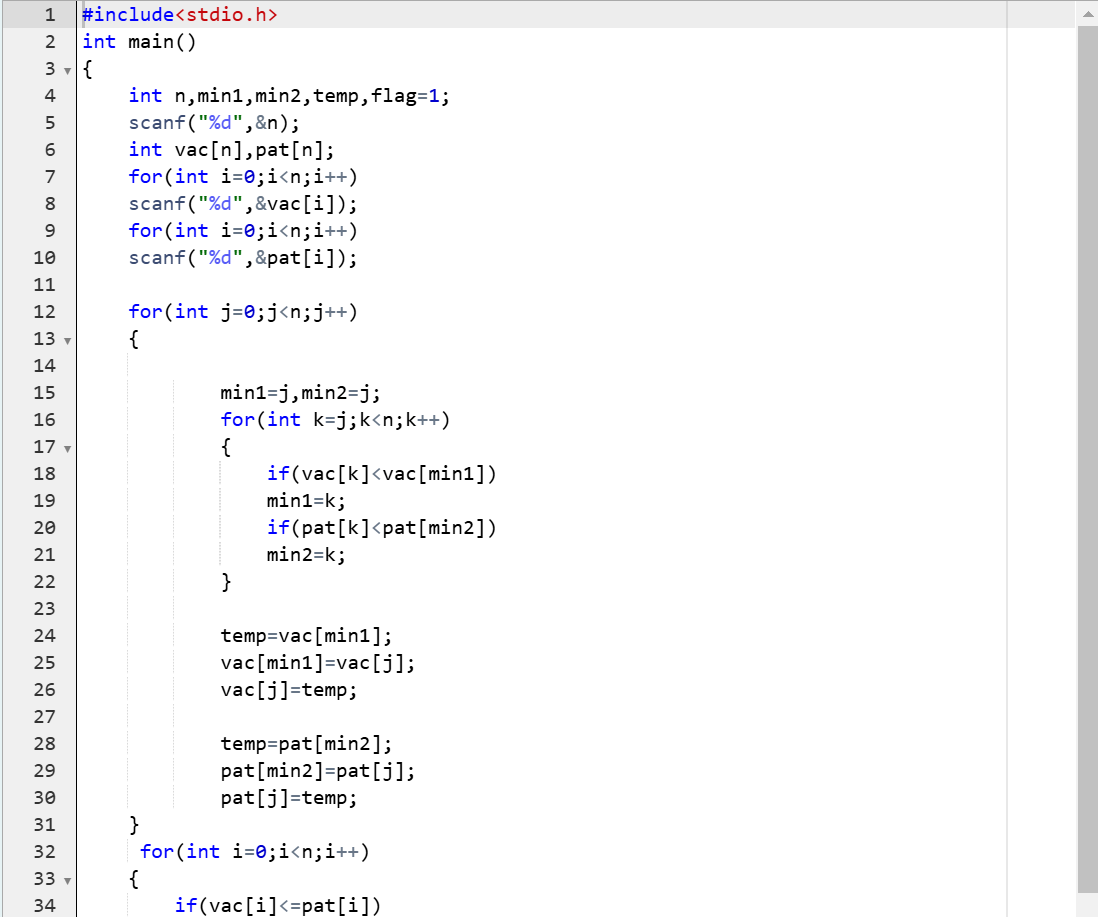 1 #include<stdio.h>
2 int main()
3 {
4 int n,min1,min2,temp,flag=1;
5 scanf("%d",&n);
6 int vac[n],pat[n];
7 for(int i=0;i<n;i++)
8 scanf("%d",&vac[i]);
9 for(int i=0;i<n;i++)
10 scanf("%d",&pat[i]);
11
12 for(int j=0;j<n;j++)
13 {
14
15 min1=j,min2=j;
16 for(int k=j;k<n;k++)
17 {
18 if(vac[k]<vac[min1])
19 min1=k;
20 if(pat[k]<pat[min2])
21 min2=k;
22 }
23
24 temp=vac[min1];
25 vac[min1]=vac[j];
26 vac[j]=temp;
27
28 temp=pat[min2];
29 pat[min2]=pat[j];
30 pat[j]=temp;
31 }
32 for(int i=0;i<n;i++)
33 {
34 if(vac[i]<=pat[i])